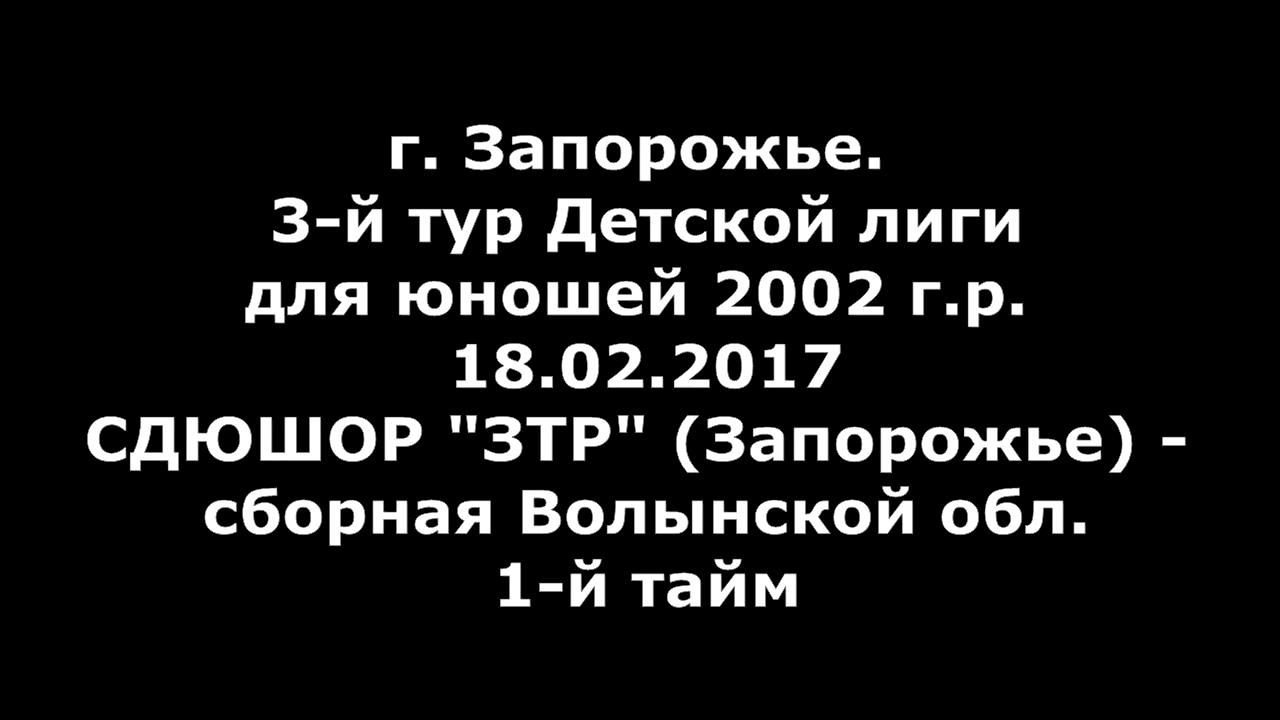 г. Запорожье.
3-й тур Детской лиги
для юношей 2002 г.р.
18.02.2017
СДЮШОР "ЗТР" (Запорожье) -
сборная Волынской обл.
1-й тайм